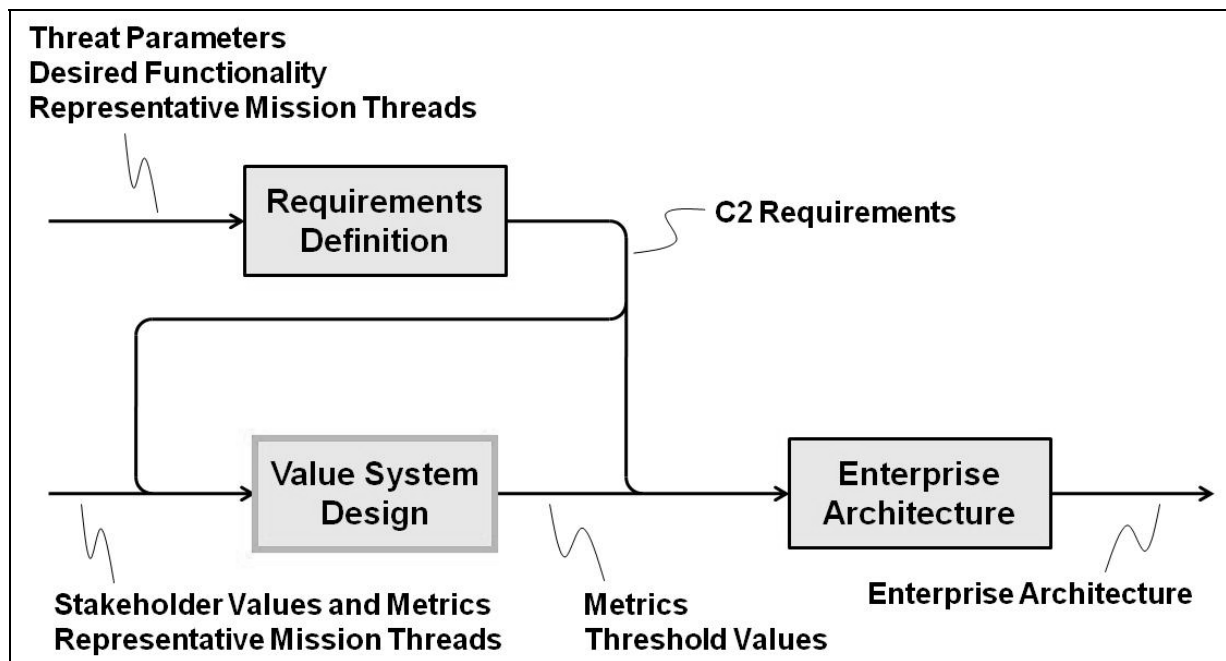 Threat Parameters
Desired Functionality
Representative Mission Threads
Requirements
Definition
C2 Requirements
Value System
Design
Enterprise
Architecture
Stakeholder Values and Metrics
Representative Mission Threads
Metrics
Threshold Values
Enterprise Architecture